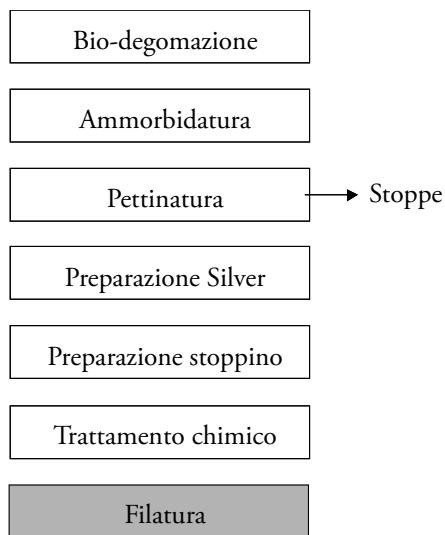 Bio-degomazione
Ammorbidatura
Pettinatura
Stoppe
Preparazione Silver
Preparazione stoppino
Trattamento chimico
Filatura